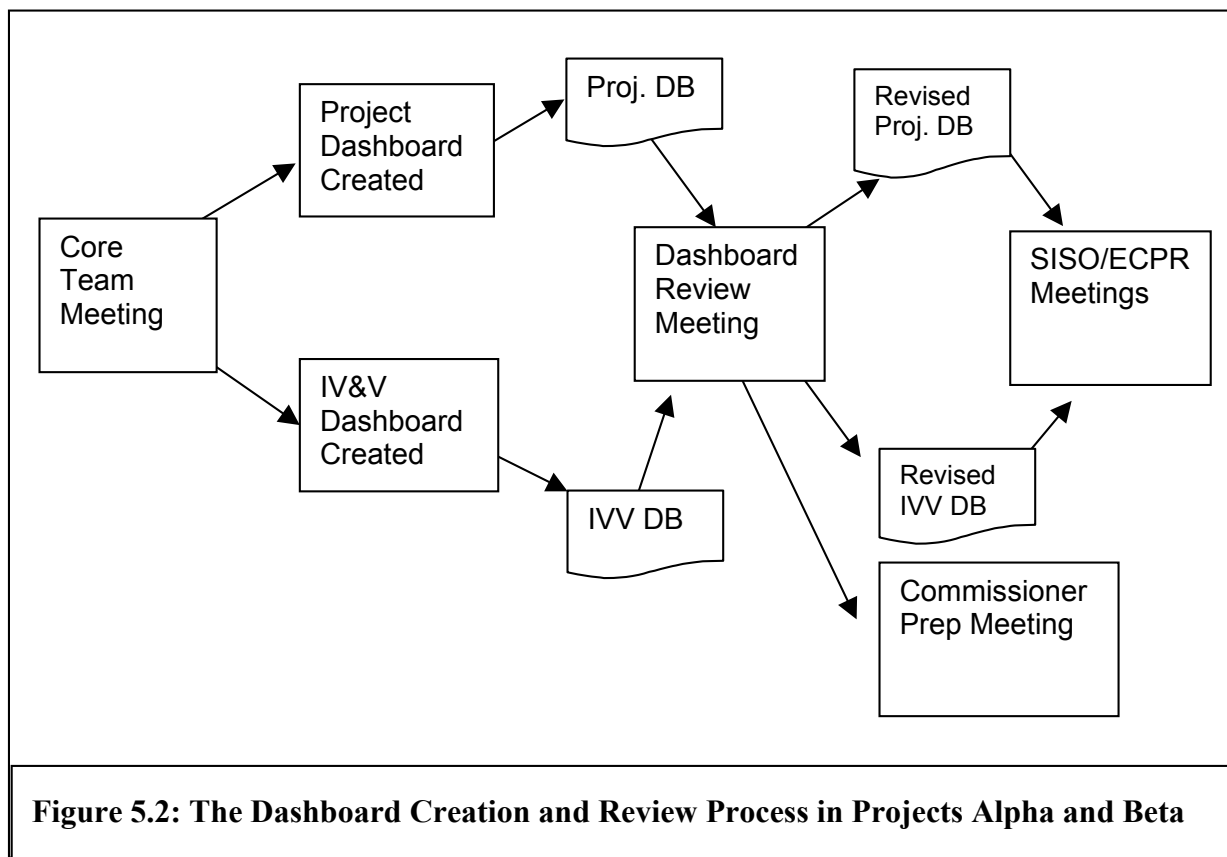 Project
Dashboard
Created
Proj. DB
Revised
Proj. DB
Core
Team
Meeting
Dashboard
Review
Meeting
SISO/ECPR
Meetings
IV&V
Dashboard
Created
IVV DB
Revised
IVV DB
Commissioner
Prep Meeting
Figure 5.2: The Dashboard Creation and Review Process in Projects Alpha and Beta